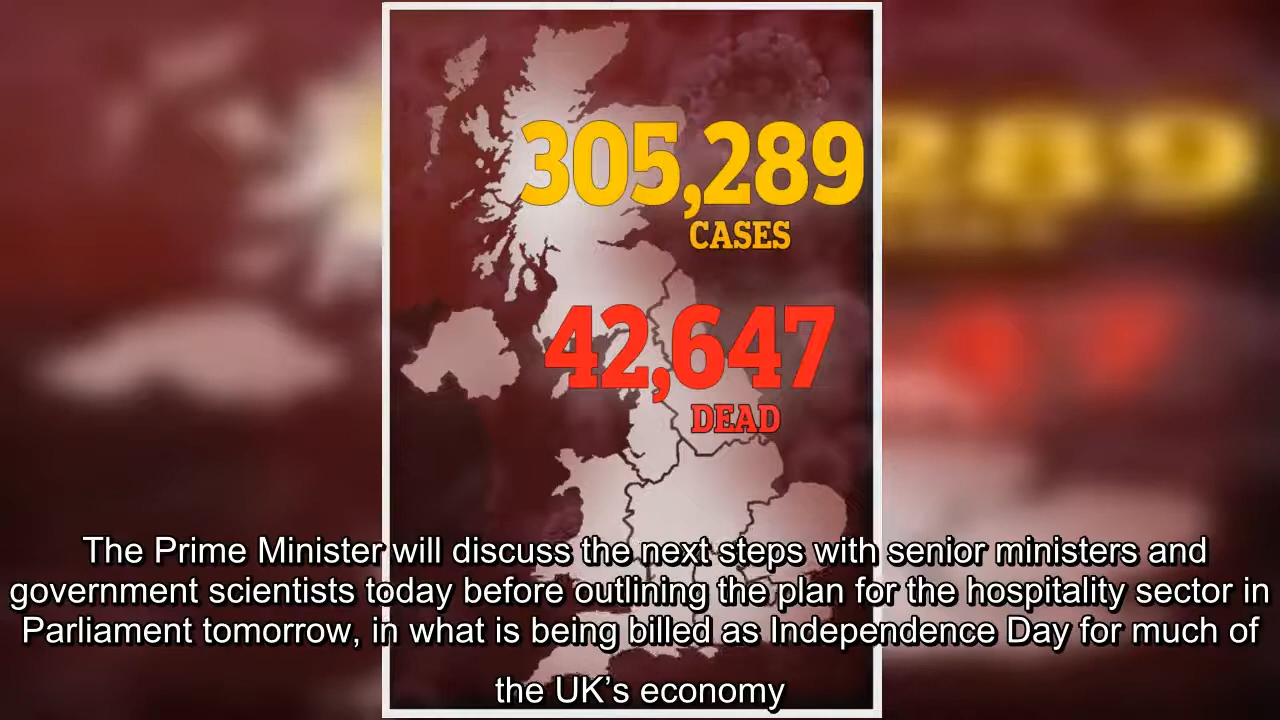 305,289
CASES
42,647
DEAD
The Prime Minister will discuss the next steps with senior ministers and
government scientists today before outlining the plan for the hospitality sector in
Parliament tomorrow, in what is being billed as Independence Day for much of
the UK’s economy